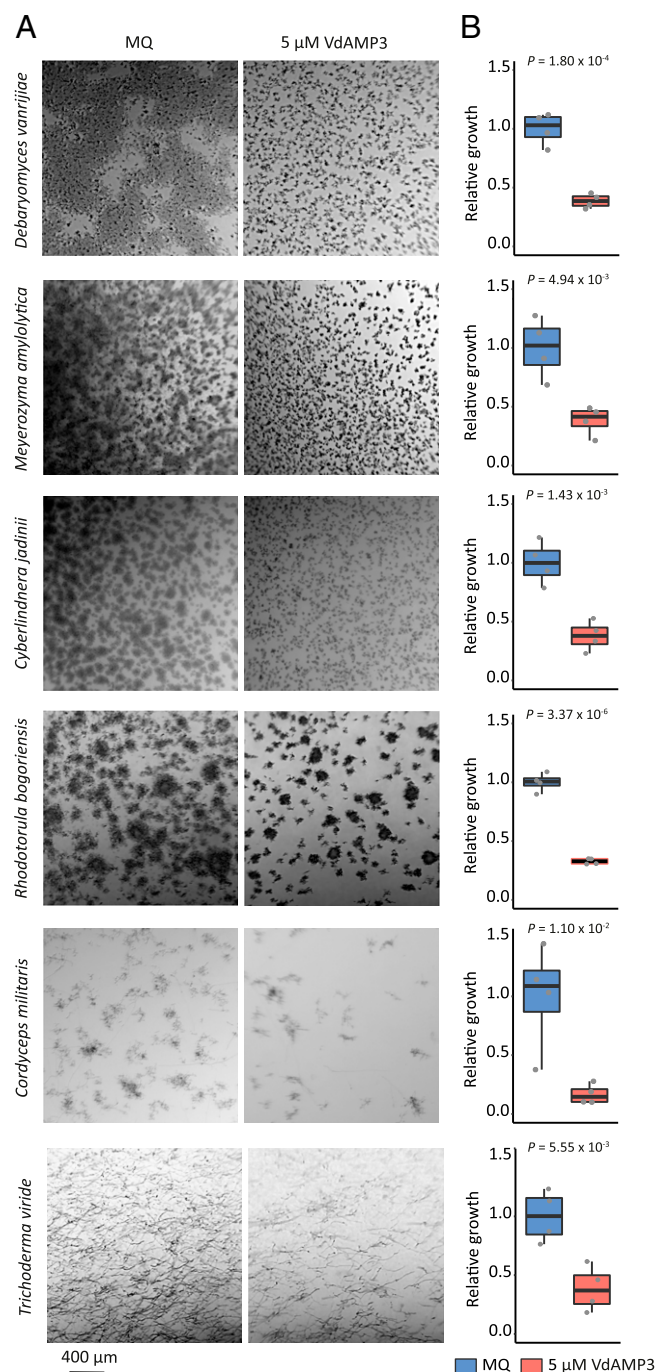 A
B
MQ
5 µM VdAMP3
Debaryomyces vanrijiae
1.5
1.0
0.5
0.0
Relative growth
P = 1.80 x 10-4
Meyerozyma amylolytica
1.5
1.0
0.5
0.0
Relative growth
P = 4.94 x 10-3
Cyberlindnera jadinii
1.5
1.0
0.5
0.0
Relative growth
P = 1.43 x 10-3
Rhodotorula bogoriensis
1.5
1.0
0.5
0.0
Relative growth
P = 3.37 x 10-6
Cordyceps militaris
1.5
1.0
0.5
0.0
Relative growth
P = 1.10 x 10-2
Trichoderma viride
1.5
1.0
0.5
0.0
Relative growth
P = 5.55 x 10-3
400 µm
MQ
5 µM VdAMP3